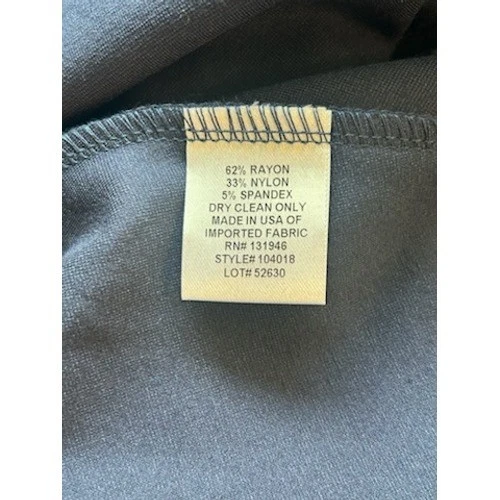 62% RAYON
33% NYLON
5% SPANDEX
DRY CLEAN ONLY
MADE IN USA OF
IMPORTED FABRIC
RN# 131946
STYLE# 104018
LOT# 52630